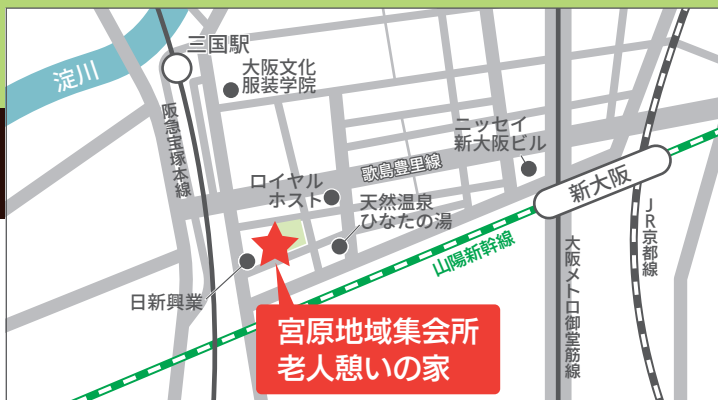 三国駅
淀川
大阪文化
服装学院
阪急宝塚本線
ニッセイ
新大阪ビル
歌島豊里線
ロイヤル
ホスト
新大阪
天然温泉
ひなたの湯
JR京都線
山陽新幹線
大阪メトロ御堂筋線
日新興業
宮原地域集会所
老人憩いの家